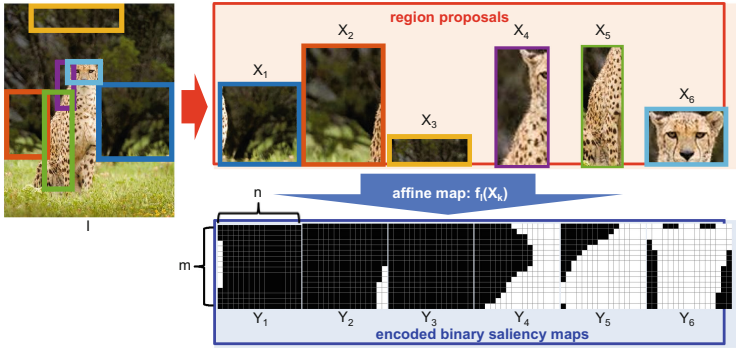 region proposals
X1
X2
X3
X4
X5
X6
I
affine map: fI(Xk)
n
m
Y1
Y2
Y3
Y4
Y5
Y6
encoded binary saliency maps